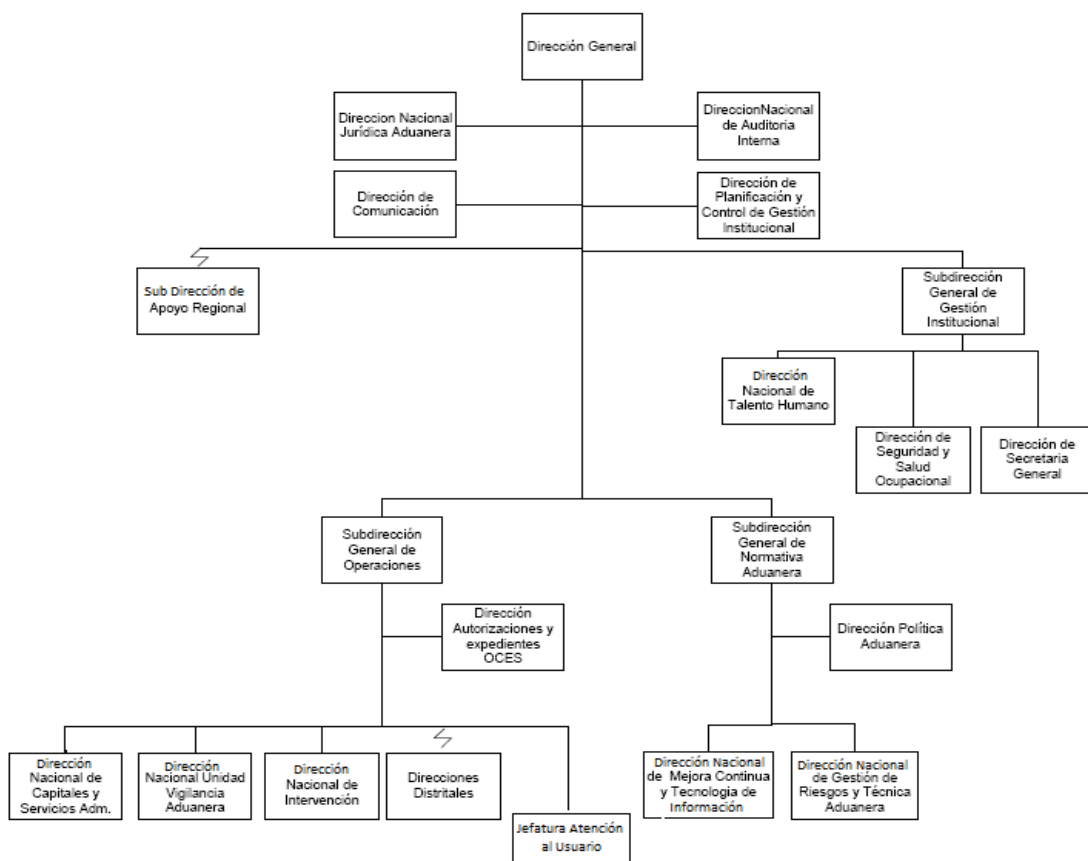 Dirección General
Direccion Nacional
Jurídica Aduanera
DireccionNacional
de Auditoria
Interna
Dirección de
Comunicación
Dirección de
Planificación y
Control de Gestión
Institucional
Sub Dirección de
Apoyo Regional
Subdirección
General de
Gestión
Institucional
Dirección
Nacional de
Talento Humano
Dirección de
Seguridad y
Salud
Ocupacional
Dirección de
Secretaria
General
Subdirección
General de
Operaciones
Subdirección
General de
Normativa
Aduanera
Dirección
Autorizaciones y
expedientes
OCES
Dirección Política
Aduanera
Dirección
Nacional de
Capitales y
Servicios Adm.
Dirección
Nacional Unidad
Vigilancia
Aduanera
Dirección
Nacional de
Intervención
Direcciones
Distritales
Jefatura Atención
al Usuario
Dirección Nacional
de Mejora Continua
y Tecnologia de
Información
Dirección Nacional
de Gestión de
Riesgos y Técnica
Aduanera